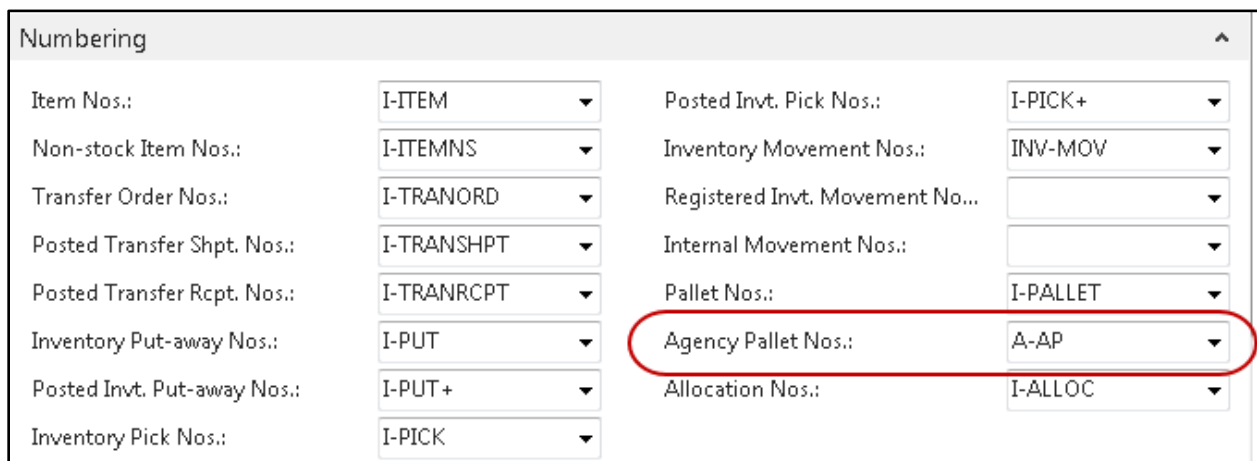 Numbering
Item Nos.: I-ITEM
Non-stock Item Nos.: I-ITEMNS
Transfer Order Nos.: I-TRANORD
Posted Transfer Shpt. Nos.: I-TRANSHPT
Posted Transfer Rcpt. Nos.: I-TRANRCPT
Inventory Put-away Nos.: I-PUT
Posted Invt. Put-away Nos.: I-PUT+
Inventory Pick Nos.: I-PICK
Posted Invt. Pick Nos.: I-PICK+
Inventory Movement Nos.: INV-MOV
Registered Invt. Movement No...
Internal Movement Nos.:
Pallet Nos.: I-PALLET
Agency Pallet Nos.: A-AP
Allocation Nos.: I-ALLOC